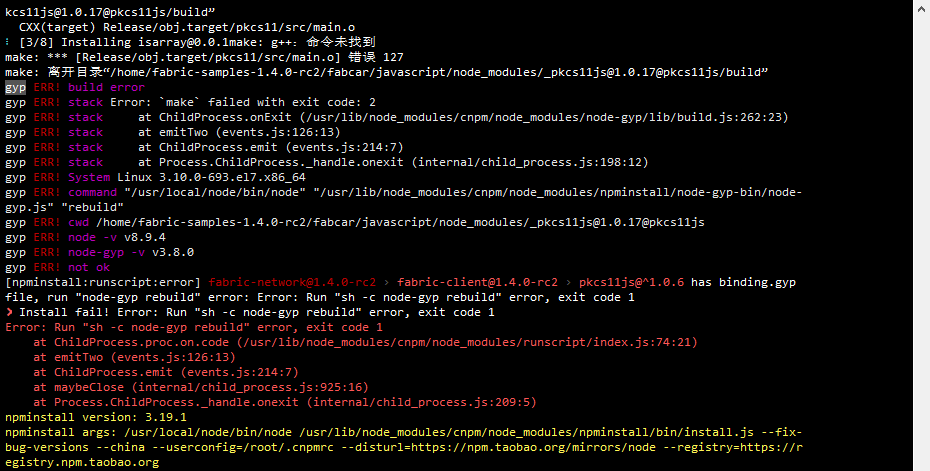 kcs11js@1.0.17@pkcs11js/build”
CXX(target) Release/obj.target/pkcs11/src/main.o
[3/8] Installing isarray@0.0.1make: g++：命令未找到
make: *** [Release/obj.target/pkcs11/src/main.o] 错误 127
make: 离开目录“/home/fabric-samples-1.4.0-rc2/fabcar/javascript/node_modules/_pkcs11js@1.0.17@pkcs11js/build”
gyp ERR! build error
gyp ERR! stack Error: `make` failed with exit code: 2
gyp ERR! stack     at ChildProcess.onExit (/usr/lib/node_modules/cnpm/node_modules/node-gyp/lib/build.js:262:23)
gyp ERR! stack     at emitTwo (events.js:126:13)
gyp ERR! stack     at ChildProcess.emit (events.js:214:7)
gyp ERR! stack     at Process.ChildProcess._handle.onexit (internal/child_process.js:198:12)
gyp ERR! System Linux 3.10.0-693.el7.x86_64
gyp ERR! command "/usr/local/node/bin/node" "/usr/lib/node_modules/cnpm/node_modules/npminstall/node-gyp-bin/node-
gyp.js" "rebuild"
gyp ERR! cwd /home/fabric-samples-1.4.0-rc2/fabcar/javascript/node_modules/_pkcs11js@1.0.17@pkcs11js
gyp ERR! node -v v8.9.4
gyp ERR! node-gyp -v v3.8.0
gyp ERR! not ok
[npminstall:runscript:error] fabric-network@1.4.0-rc2 › fabric-client@1.4.0-rc2 › pkcs11js@^1.0.6 has binding.gyp
file, run "node-gyp rebuild" error: Error: Run "sh -c node-gyp rebuild" error, exit code 1
❯ Install fail! Error: Run "sh -c node-gyp rebuild" error, exit code 1
Error: Run "sh -c node-gyp rebuild" error, exit code 1
    at ChildProcess.proc.on.code (/usr/lib/node_modules/cnpm/node_modules/runscript/index.js:74:21)
    at emitTwo (events.js:126:13)
    at ChildProcess.emit (events.js:214:7)
    at maybeClose (internal/child_process.js:925:16)
    at Process.ChildProcess._handle.onexit (internal/child_process.js:209:5)
npminstall version: 3.19.1
npminstall args: /usr/local/node/bin/node /usr/lib/node_modules/cnpm/node_modules/npminstall/bin/install.js --fix-
bug-versions --china --userconfig=/root/.cnpmrc --disturl=https://npm.taobao.org/mirrors/node --registry=https://r
egistry.npm.taobao.org